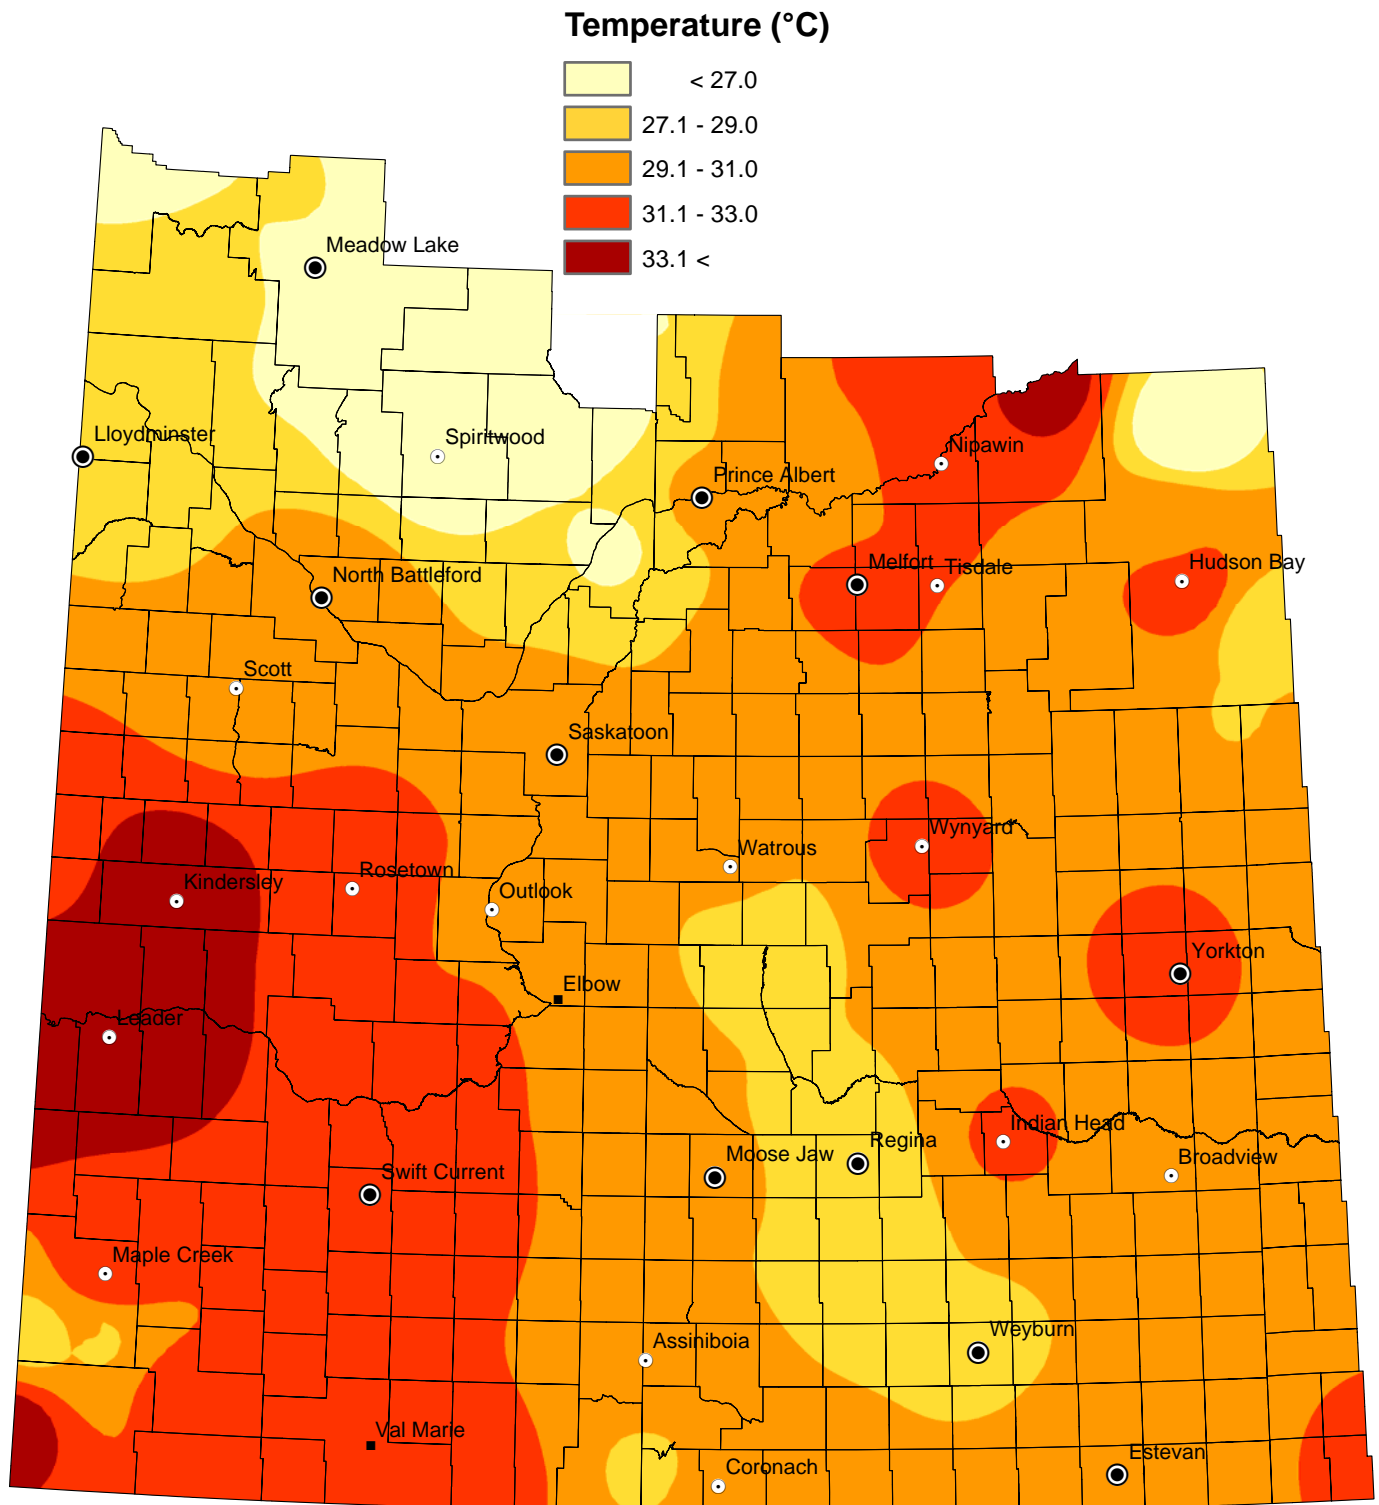 Temperature (°C)
< 27.0
27.1 - 29.0
29.1 - 31.0
31.1 - 33.0
33.1 <
Meadow Lake
Lloydminster
Spiritwood
Nipawin
Prince Albert
Melfort
Tisdale
Hudson Bay
North Battleford
Scott
Saskatoon
Wynyard
Watrous
Kindersley
Rosetown
Outlook
Yorkton
Elbow
Leader
Indian Head
Regina
Moose Jaw
Broadview
Swift Current
Maple Creek
Weyburn
Assiniboia
Val Marie
Estevan
Coronach